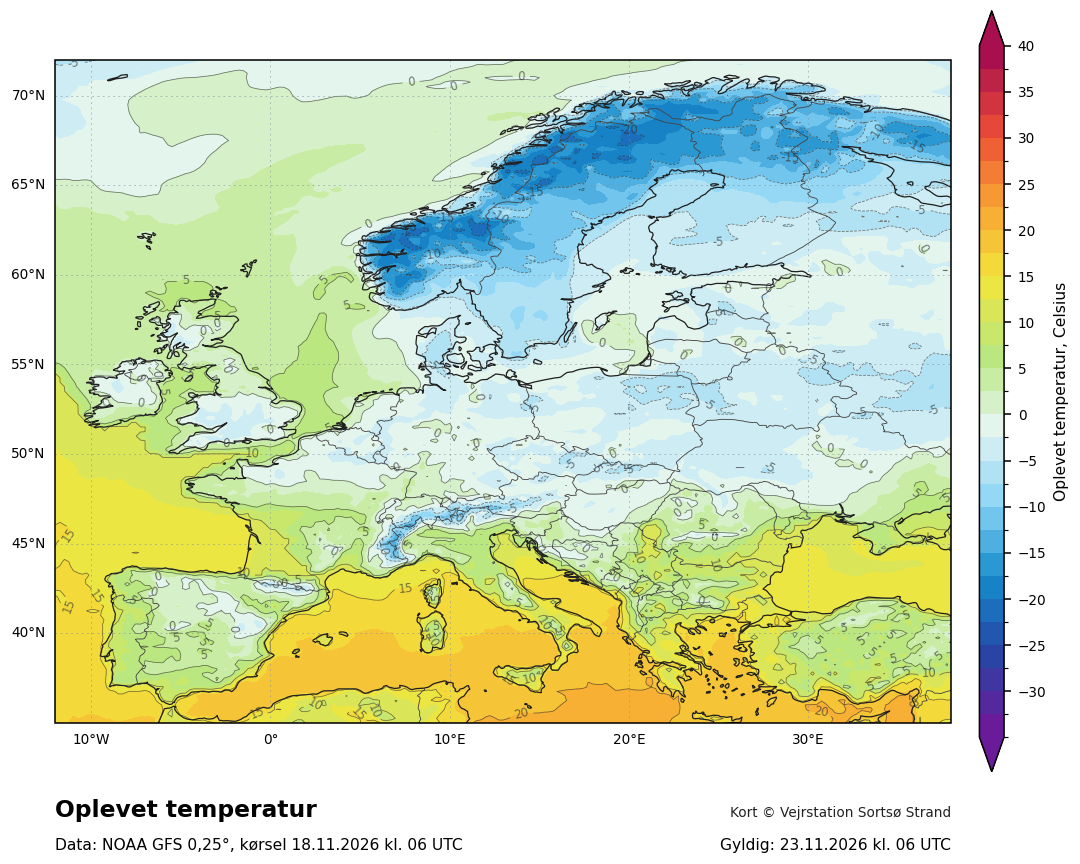 70°N
65°N
60°N
55°N
50°N
45°N
40°N
10°W
0°
10°E
20°E
30°E
40
35
30
25
20
15
10
5
0
−5
−10
−15
−20
−25
−30
Oplevet temperatur, Celsius
Oplevet temperatur
Kort © Vejrstation Sortsø Strand
Data: NOAA GFS 0,25°, kørsel 18.11.2026 kl. 06 UTC
Gyldig: 23.11.2026 kl. 06 UTC